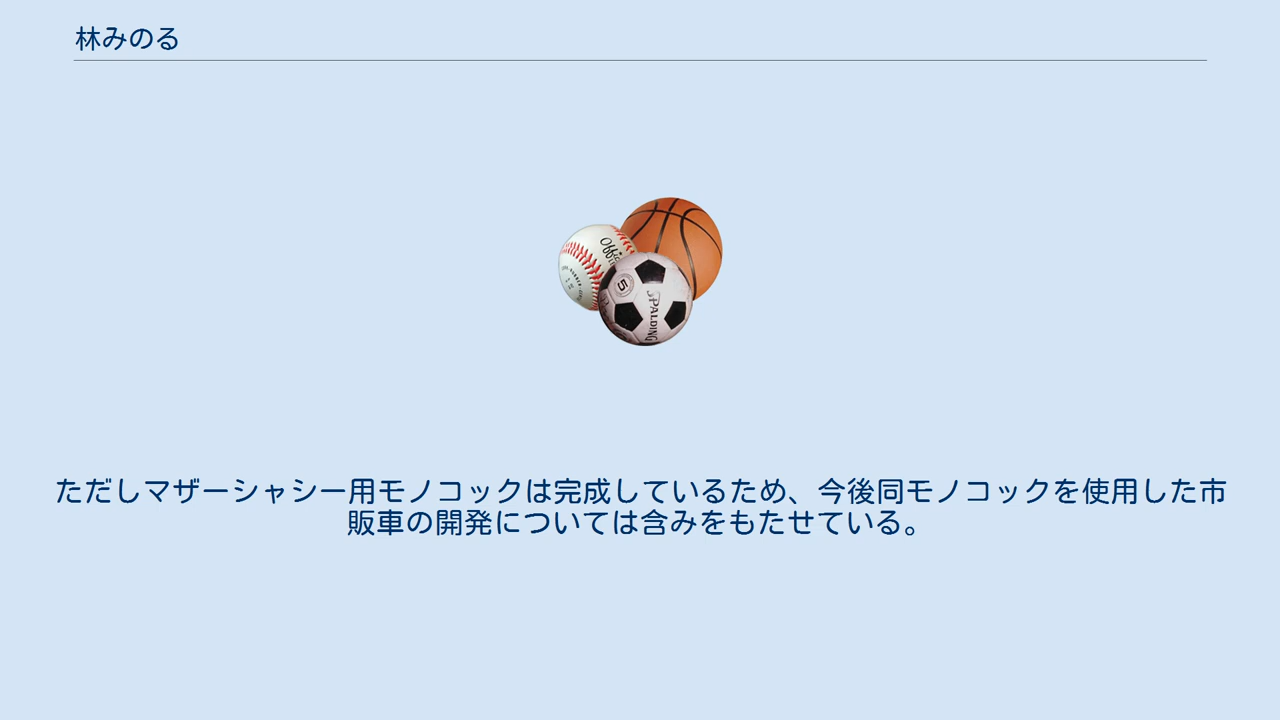 林みのる
Offic
5
SPALDING
ただしマザーシャシー用モノコックは完成しているため、今後同モノコックを使用した市
販車の開発については含みをもたせている。